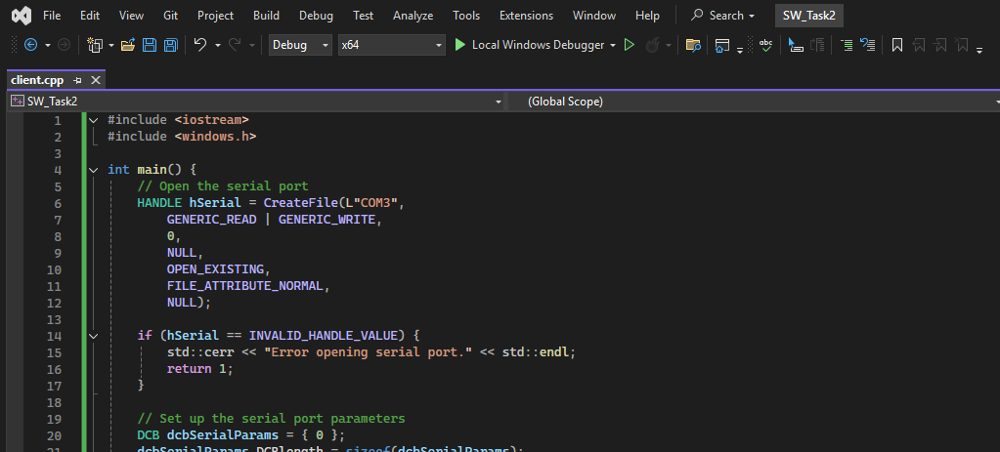 File Edit View Git Project Build Debug Test Analyze Tools Extensions Window Help Search SW_Task2
Debug x64 Local Windows Debugger abc
client.cpp
SW_Task2 (Global Scope)
1 #include <iostream>
2 #include <windows.h>
3
4 int main() {
5 // Open the serial port
6 HANDLE hSerial = CreateFile(L"COM3",
7 GENERIC_READ | GENERIC_WRITE,
8 0,
9 NULL,
10 OPEN_EXISTING,
11 FILE_ATTRIBUTE_NORMAL,
12 NULL);
13
14 if (hSerial == INVALID_HANDLE_VALUE) {
15 std::cerr << "Error opening serial port." << std::endl;
16 return 1;
17 }
18
19 // Set up the serial port parameters
20 DCB dcbSerialParams = { 0 };
21 dcbSerialParams.DCBlength = sizeof(dcbSerialParams);